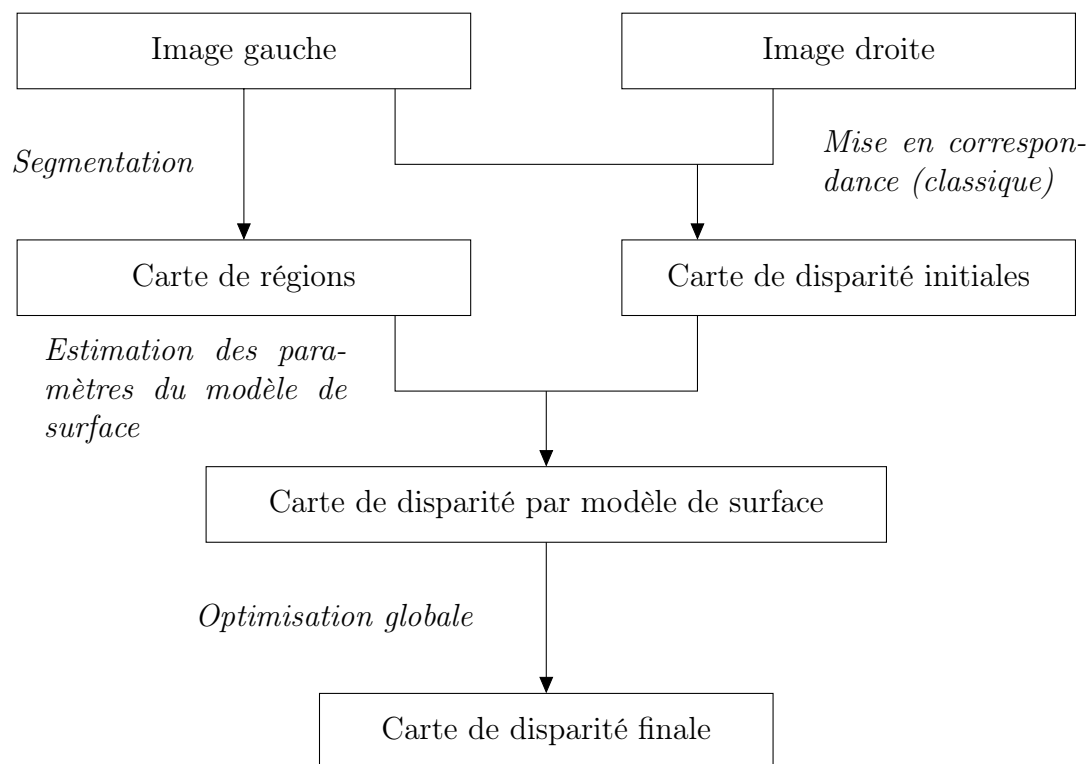 Image gauche
Image droite
Segmentation
Mise en correspon-
dance (classique)
Carte de régions
Carte de disparité initiales
Estimation des para-
mètres du modèle de
surface
Carte de disparité par modèle de surface
Optimisation globale
Carte de disparité finale